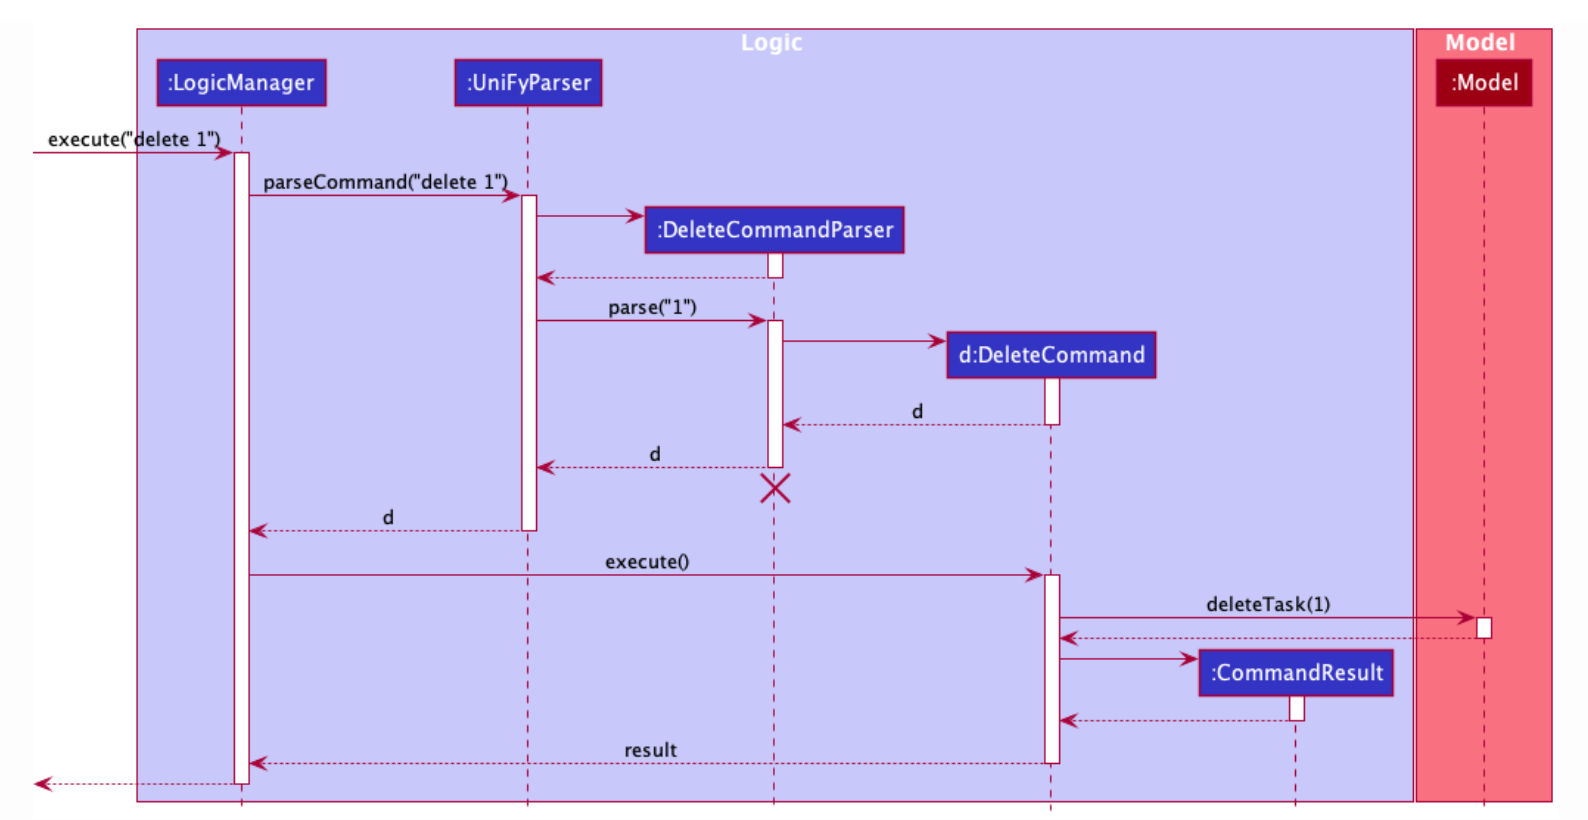 Logic
Model
:LogicManager
:UniFyParser
:Model
execute("delete 1")
parseCommand("delete 1")
:DeleteCommandParser
parse("1")
d:DeleteCommand
d
d
d
execute()
deleteTask(1)
:CommandResult
result